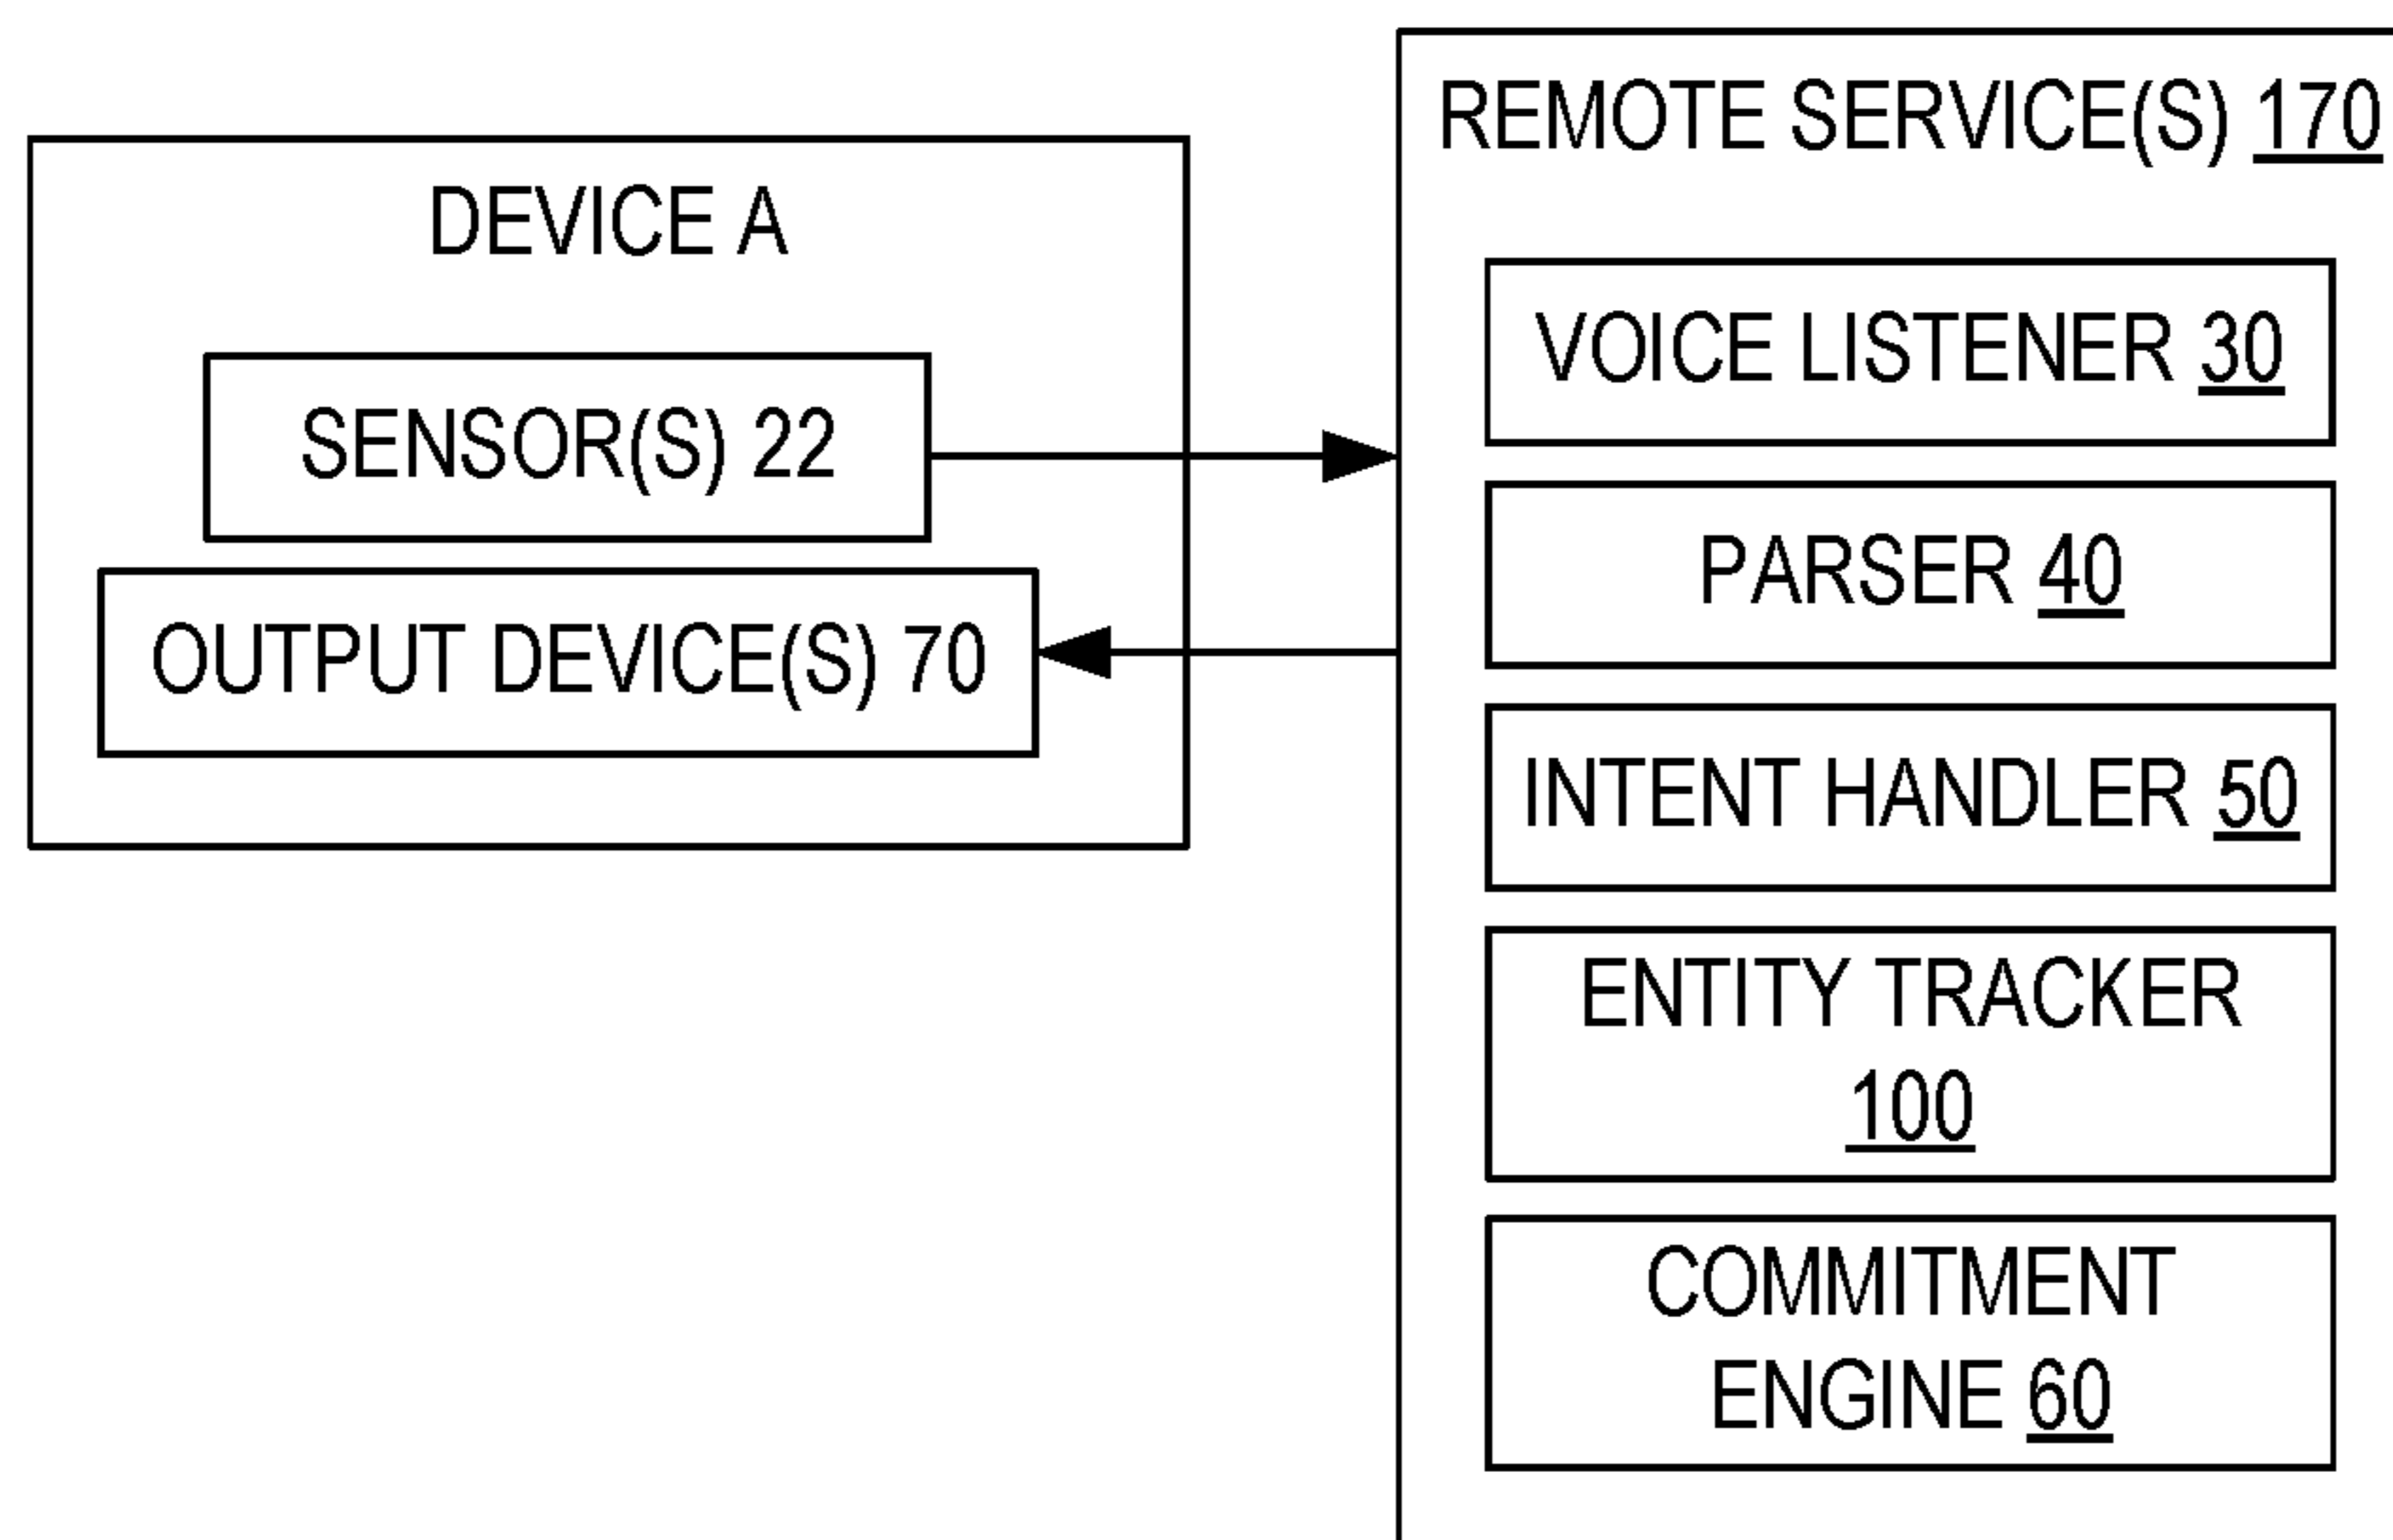 DEVICE A
SENSOR(S) 22
OUTPUT DEVICE(S) 70
REMOTE SERVICE(S) 170
VOICE LISTENER 30
PARSER 40
INTENT HANDLER 50
ENTITY TRACKER
100
COMMITMENT
ENGINE 60